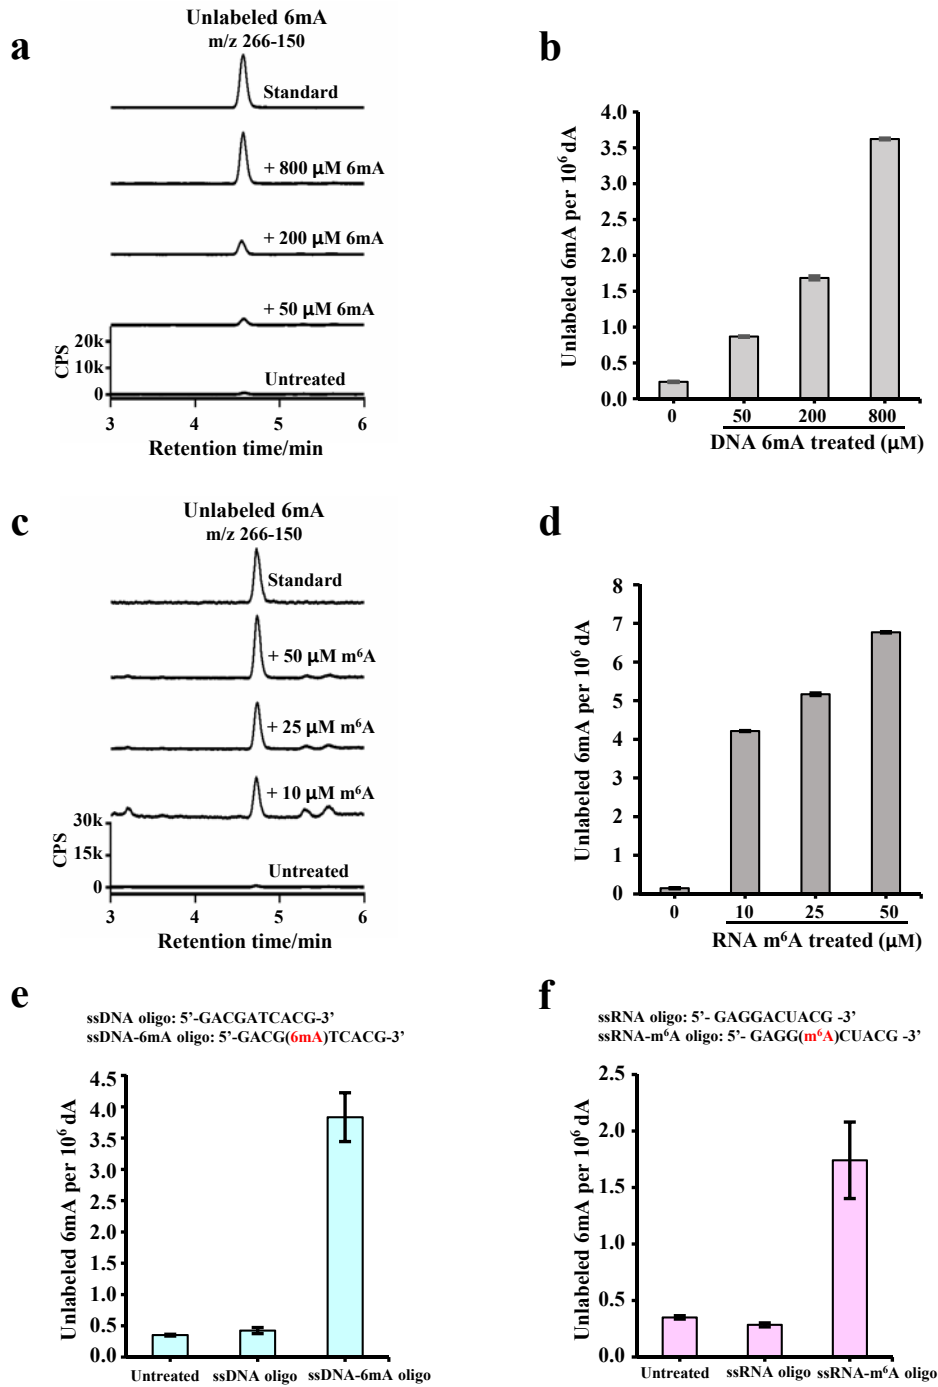 a
Unlabeled 6mA
m/z 266-150
Standard
+ 800 μM 6mA
+ 200 μM 6mA
+ 50 μM 6mA
20k
10k
0
CPS
Untreated
3 4 5 6
Retention time/min
b
Unlabeled 6mA per 10⁶ dA
4.0
3.5
3.0
2.5
2.0
1.5
1.0
0.5
0.0
0 50 200 800
DNA 6mA treated (μM)
c
Unlabeled 6mA
m/z 266-150
Standard
+ 50 μM m⁶A
+ 25 μM m⁶A
+ 10 μM m⁶A
30k
15k
0
CPS
Untreated
3 4 5 6
Retention time/min
d
Unlabeled 6mA per 10⁶ dA
8
7
6
5
4
3
2
1
0
0 10 25 50
RNA m⁶A treated (μM)
e
ssDNA oligo: 5’-GACGATCACG-3’
ssDNA-6mA oligo: 5’-GACG(6mA)TCACG-3’
Unlabeled 6mA per 10⁶ dA
4.5
4.0
3.5
3.0
2.5
2.0
1.5
1.0
0.5
0.0
Untreated ssDNA oligo ssDNA-6mA oligo
f
ssRNA oligo: 5’- GAGGACUACG -3’
ssRNA-m⁶A oligo: 5’- GAGG(m⁶A)CUACG -3’
Unlabeled 6mA per 10⁶ dA
2.5
2.0
1.5
1.0
0.5
0.0
Untreated ssRNA oligo ssRNA-m⁶A oligo